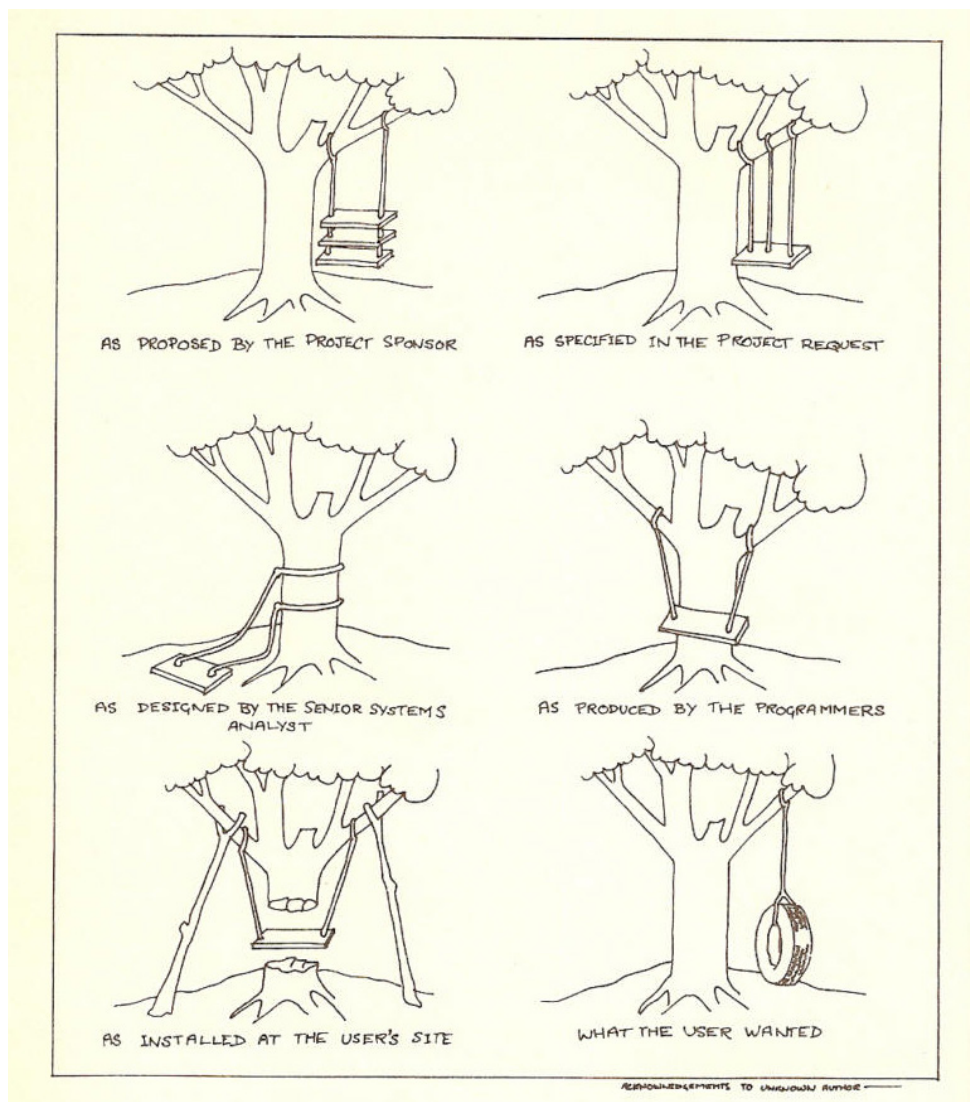 AS PROPOSED BY THE PROJECT SPONSOR
AS SPECIFIED IN THE PROJECT REQUEST
AS DESIGNED BY THE SENIOR SYSTEMS
ANALYST
AS PRODUCED BY THE PROGRAMMERS
AS INSTALLED AT THE USER'S SITE
WHAT THE USER WANTED
ACKNOWLEDGEMENTS TO UNKNOWN AUTHOR